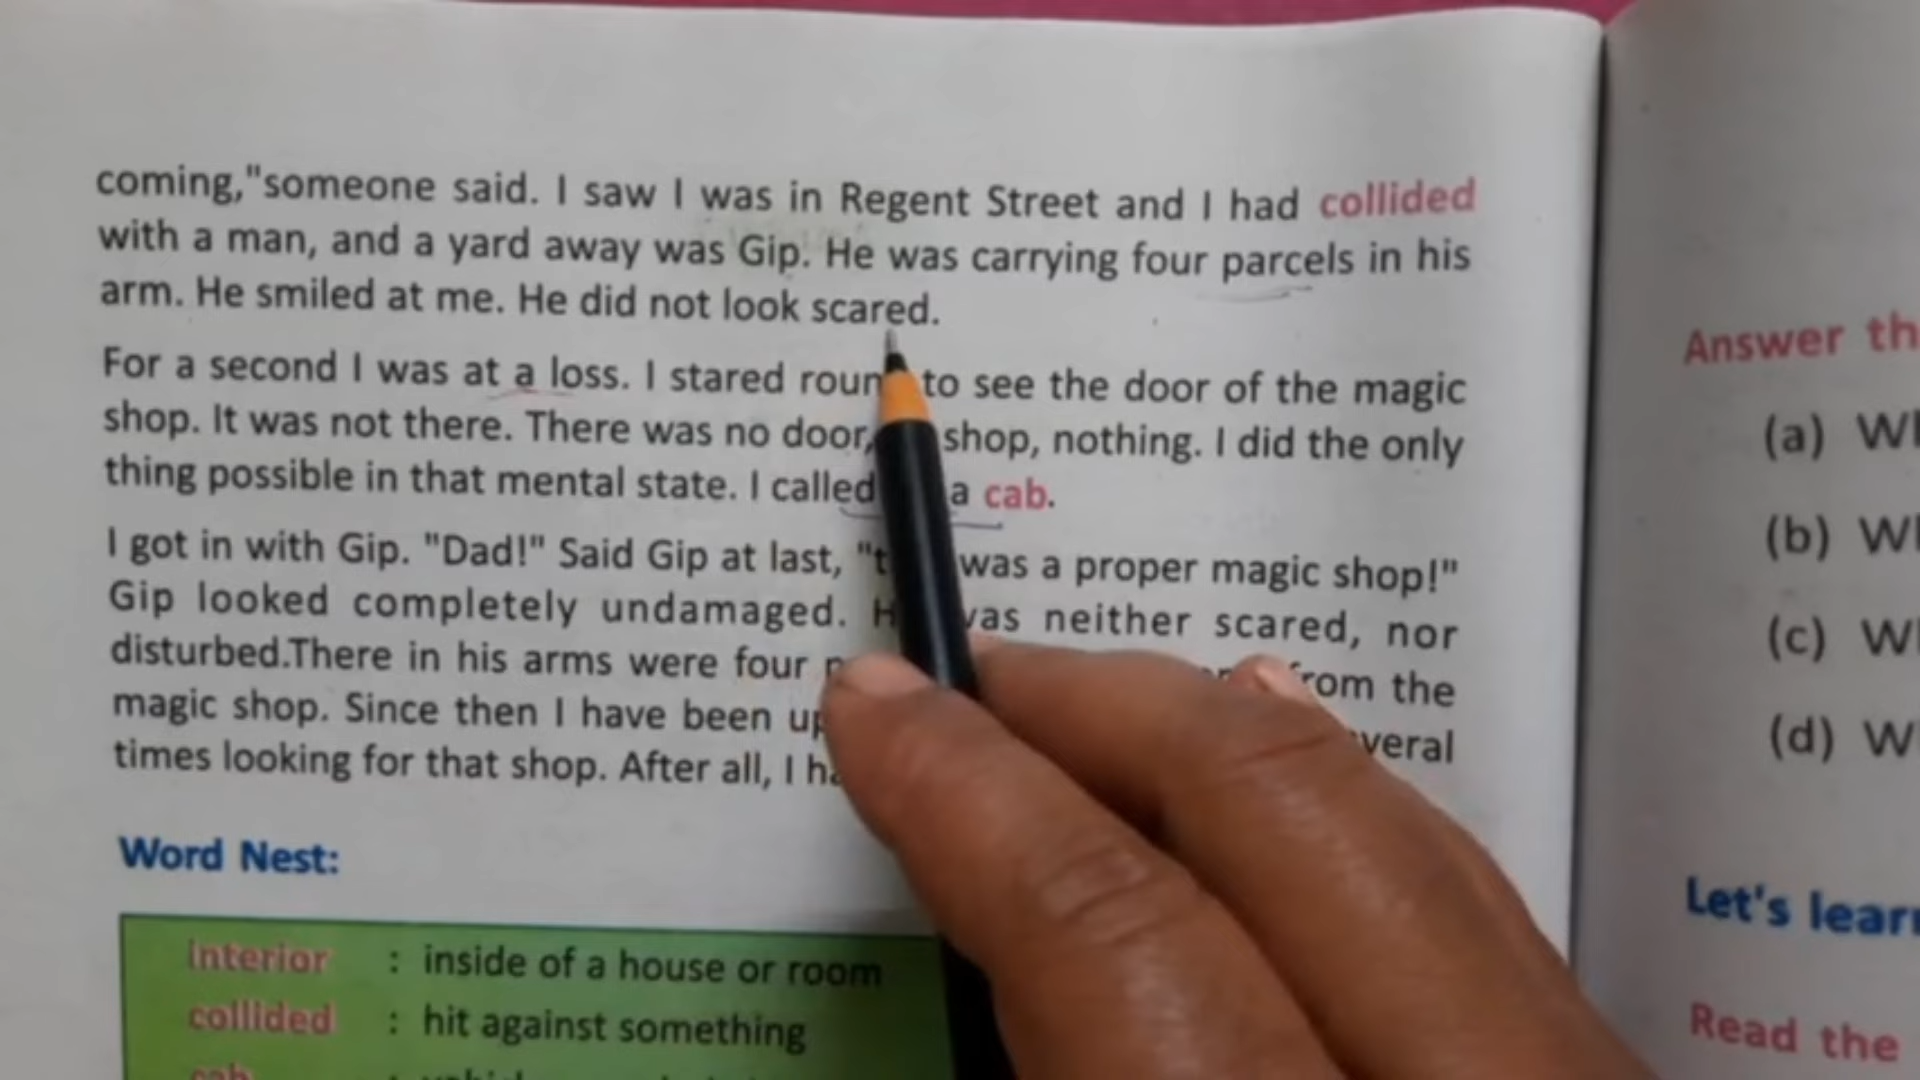 coming,"someone said. I saw I was in Regent Street and I had collided
with a man, and a yard away was Gip. He was carrying four parcels in his
arm. He smiled at me. He did not look scared.
For a second I was at a loss. I stared to see the door of the magic
shop. It was not there. There was no door, shop, nothing. I did the only
thing possible in that mental state. I called a cab.
I got in with Gip. "Dad!" Said Gip at last, was a proper magic shop!"
Gip looked completely undamaged. was neither scared, nor
disturbed.There in his arms were four from the
magic shop. Since then I have been
times looking for that shop. After all, I
Word Nest:
interior : inside of a house or room
collided : hit against something
cab :
Answer
(a)
(b)
(c)
(d)
Let's
Read the